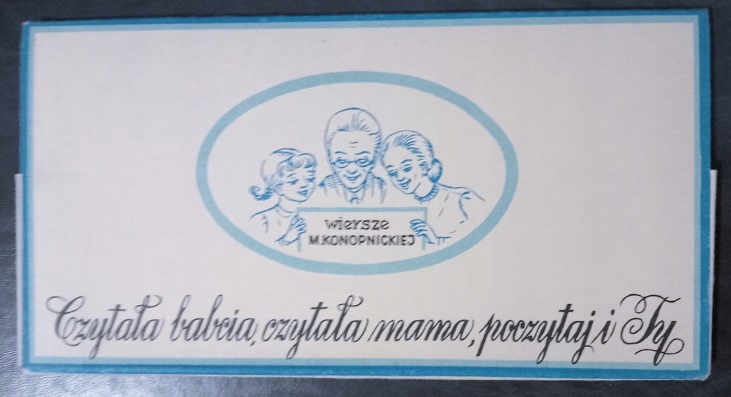 wiersze
M.KONOPNICKIEJ
Czytała babcia, czytała mama, poczytaj i Ty